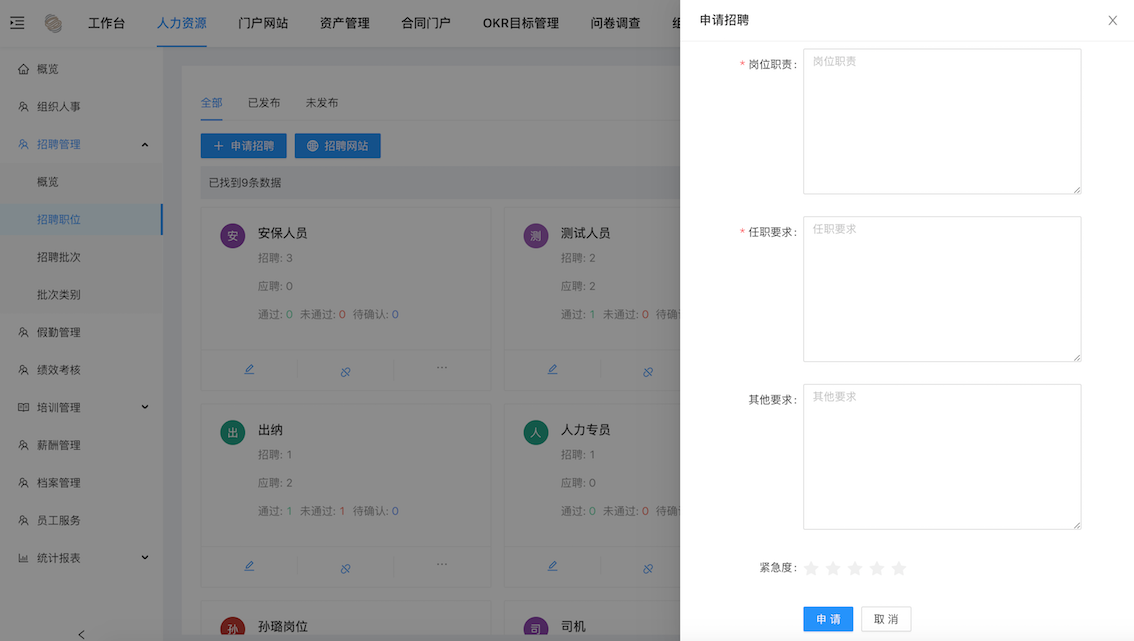 工作台 人力资源 门户网站 资产管理 合同门户 OKR目标管理 问卷调查
概览
组织人事
招聘管理
概览
招聘职位
招聘批次
批次类别
假勤管理
绩效考核
培训管理
薪酬管理
档案管理
员工服务
统计报表
全部 已发布 未发布
申请招聘 招聘网站
已找到9条数据
安 安保人员
招聘: 3
应聘: 0
通过: 0 未通过: 0 待确认: 0
测 测试人员
招聘: 2
应聘: 2
通过: 1 未通过: 0 待确
出 出纳
招聘: 1
应聘: 2
通过: 1 未通过: 1 待确认: 0
人 人力专员
招聘: 1
应聘: 0
通过: 0 未通过: 0 待确
孙 孙璐岗位
司 司机
申请招聘
* 岗位职责:
岗位职责
* 任职要求:
任职要求
其他要求:
其他要求
紧急度:
申 请 取 消